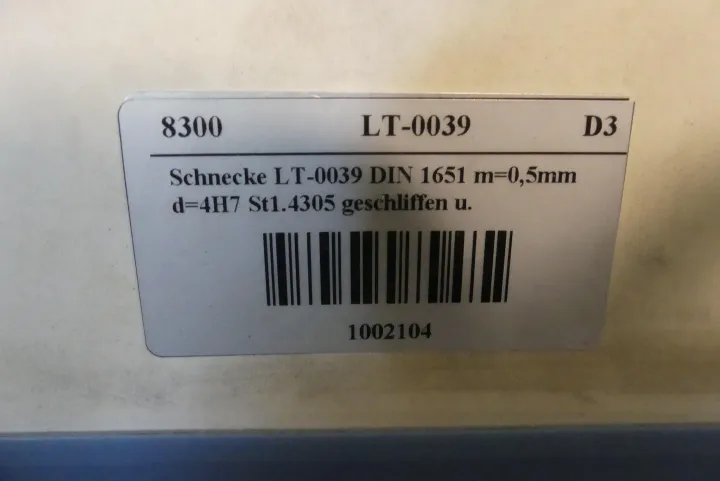 8300 LT-0039 D3
Schnecke LT-0039 DIN 1651 m=0,5mm
d=4H7 St1.4305 geschliffen u.
1002104